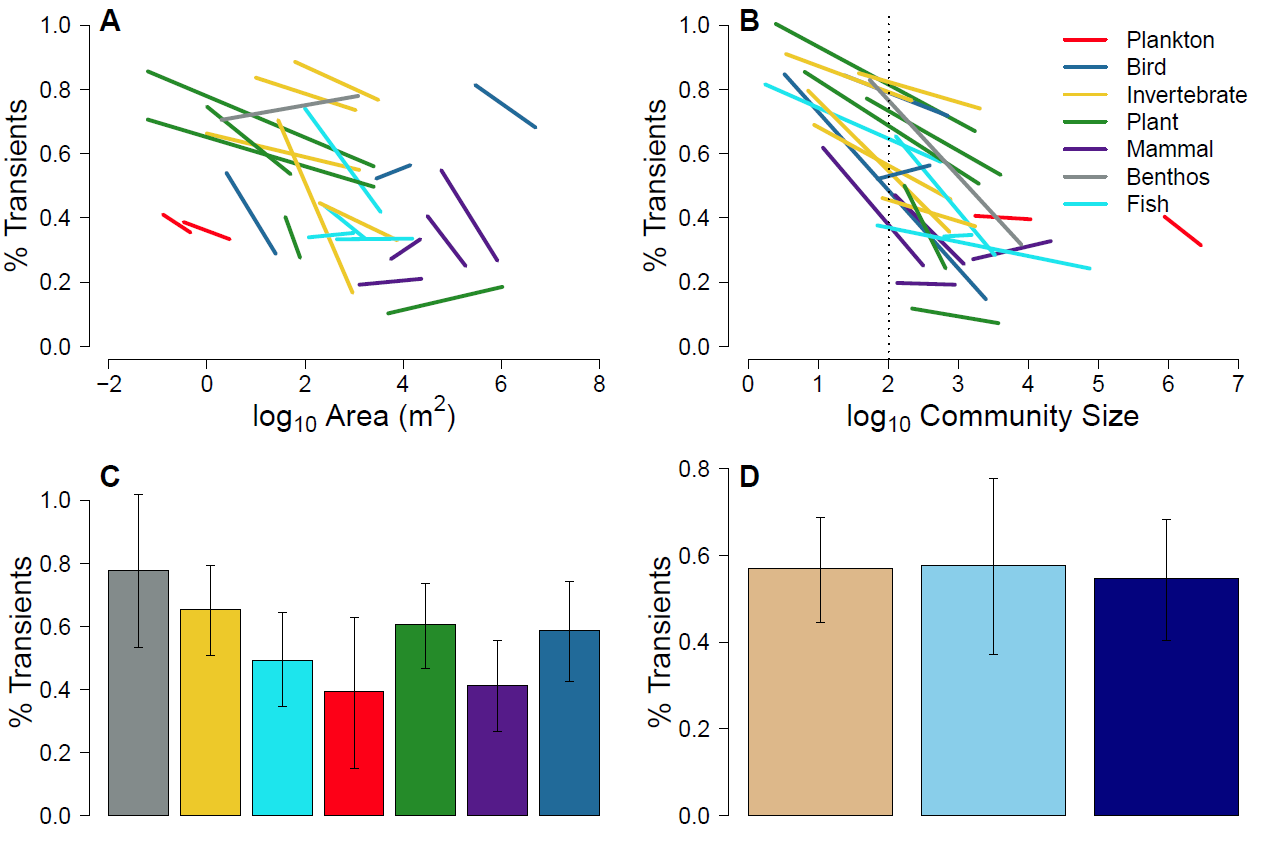 A
% Transients
1.0
0.8
0.6
0.4
0.2
0.0
−2 0 2 4 6 8
log10 Area (m2)
B
% Transients
1.0
0.8
0.6
0.4
0.2
0.0
0 1 2 3 4 5 6 7
log10 Community Size
Plankton
Bird
Invertebrate
Plant
Mammal
Benthos
Fish
C
% Transients
1.0
0.8
0.6
0.4
0.2
0.0
D
% Transients
0.8
0.6
0.4
0.2
0.0